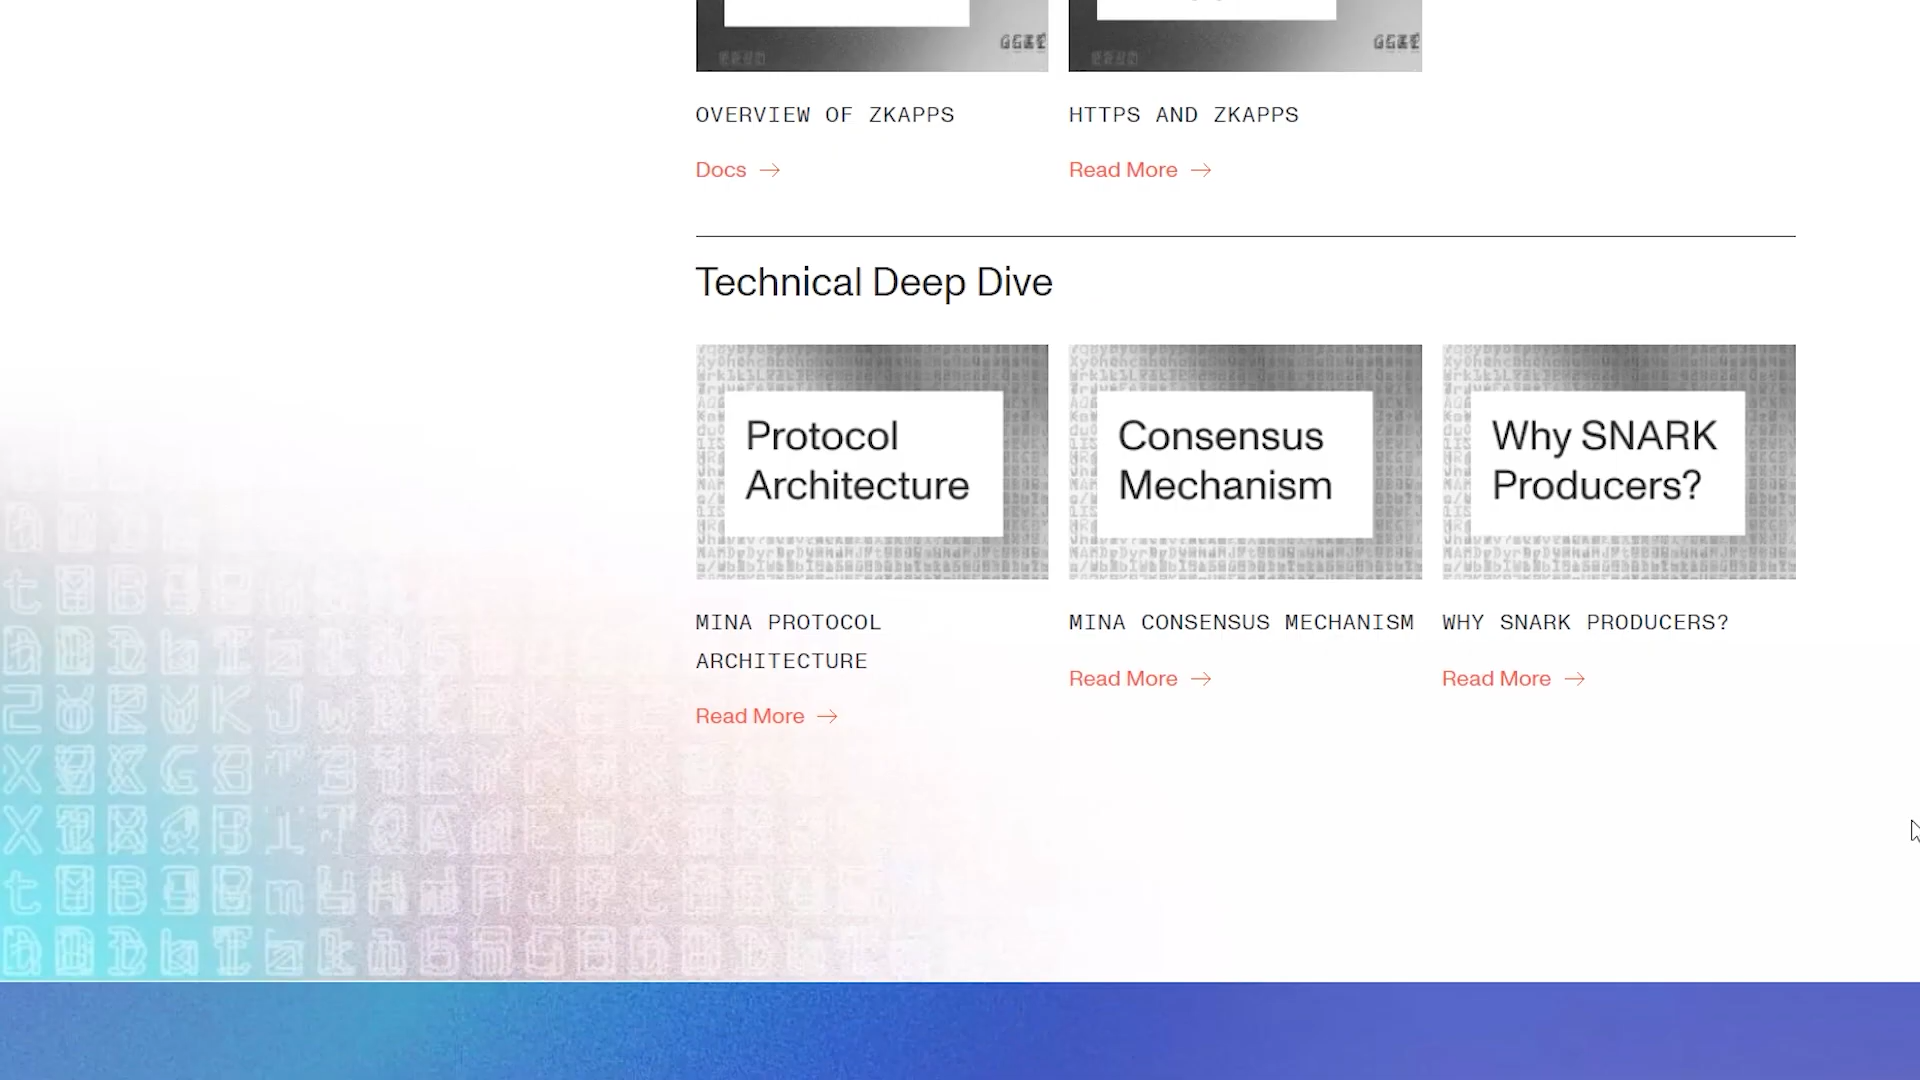 OVERVIEW OF ZKAPPS
HTTPS AND ZKAPPS
Docs →
Read More →
Technical Deep Dive
Protocol
Architecture
Consensus
Mechanism
Why SNARK
Producers?
MINA PROTOCOL
ARCHITECTURE
MINA CONSENSUS MECHANISM
WHY SNARK PRODUCERS?
Read More →
Read More →
Read More →